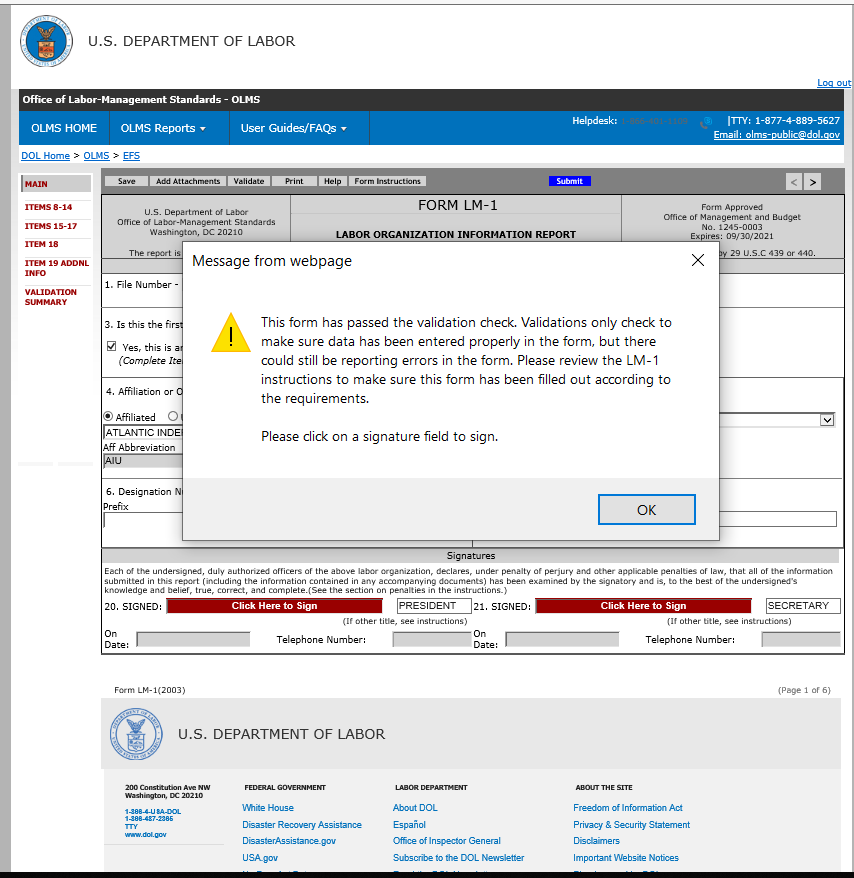 U.S. DEPARTMENT OF LABOR
Log out
Office of Labor-Management Standards - OLMS
OLMS HOME OLMS Reports User Guides/FAQs
Helpdesk: |TTY: 1-877-4-889-5627
Email: olms-public@dol.gov
DOL Home > OLMS > EFS
MAIN
ITEMS 8-14
ITEMS 15-17
ITEM 18
ITEM 19 ADDNL
INFO
VALIDATION
SUMMARY
Save Add Attachments Validate Print Help Form Instructions Submit < >
U.S. Department of Labor
Office of Labor-Management Standards
Washington, DC 20210
FORM LM-1
LABOR ORGANIZATION INFORMATION REPORT
Form Approved
Office of Management and Budget
No. 1245-0003
Expires: 09/30/2021
The report is by 29 U.S.C 439 or 440.
1. File Number -
3. Is this the first
Yes, this is an
(Complete Ite
4. Affiliation or O
Affiliated
ATLANTIC INDE
Aff Abbreviation
AIU
6. Designation Nu
Prefix
Message from webpage
This form has passed the validation check. Validations only check to
make sure data has been entered properly in the form, but there
could still be reporting errors in the form. Please review the LM-1
instructions to make sure this form has been filled out according to
the requirements.
Please click on a signature field to sign.
OK
Signatures
Each of the undersigned, duly authorized officers of the above labor organization, declares, under penalty of perjury and other applicable penalties of law, that all of the information
submitted in this report (including the information contained in any accompanying documents) has been examined by the signatory and is, to the best of the undersigned's
knowledge and belief, true, correct, and complete.(See the section on penalties in the instructions.)
20. SIGNED: Click Here to Sign PRESIDENT 21. SIGNED: Click Here to Sign SECRETARY
(If other title, see instructions) (If other title, see instructions)
On Date: Telephone Number: On Date: Telephone Number:
Form LM-1(2003) (Page 1 of 6)
U.S. DEPARTMENT OF LABOR
200 Constitution Ave NW
Washington, DC 20210
1-866-4-USA-DOL
1-866-487-2365
TTY
www.dol.gov
FEDERAL GOVERNMENT
White House
Disaster Recovery Assistance
DisasterAssistance.gov
USA.gov
LABOR DEPARTMENT
About DOL
Español
Office of Inspector General
Subscribe to the DOL Newsletter
ABOUT THE SITE
Freedom of Information Act
Privacy & Security Statement
Disclaimers
Important Website Notices